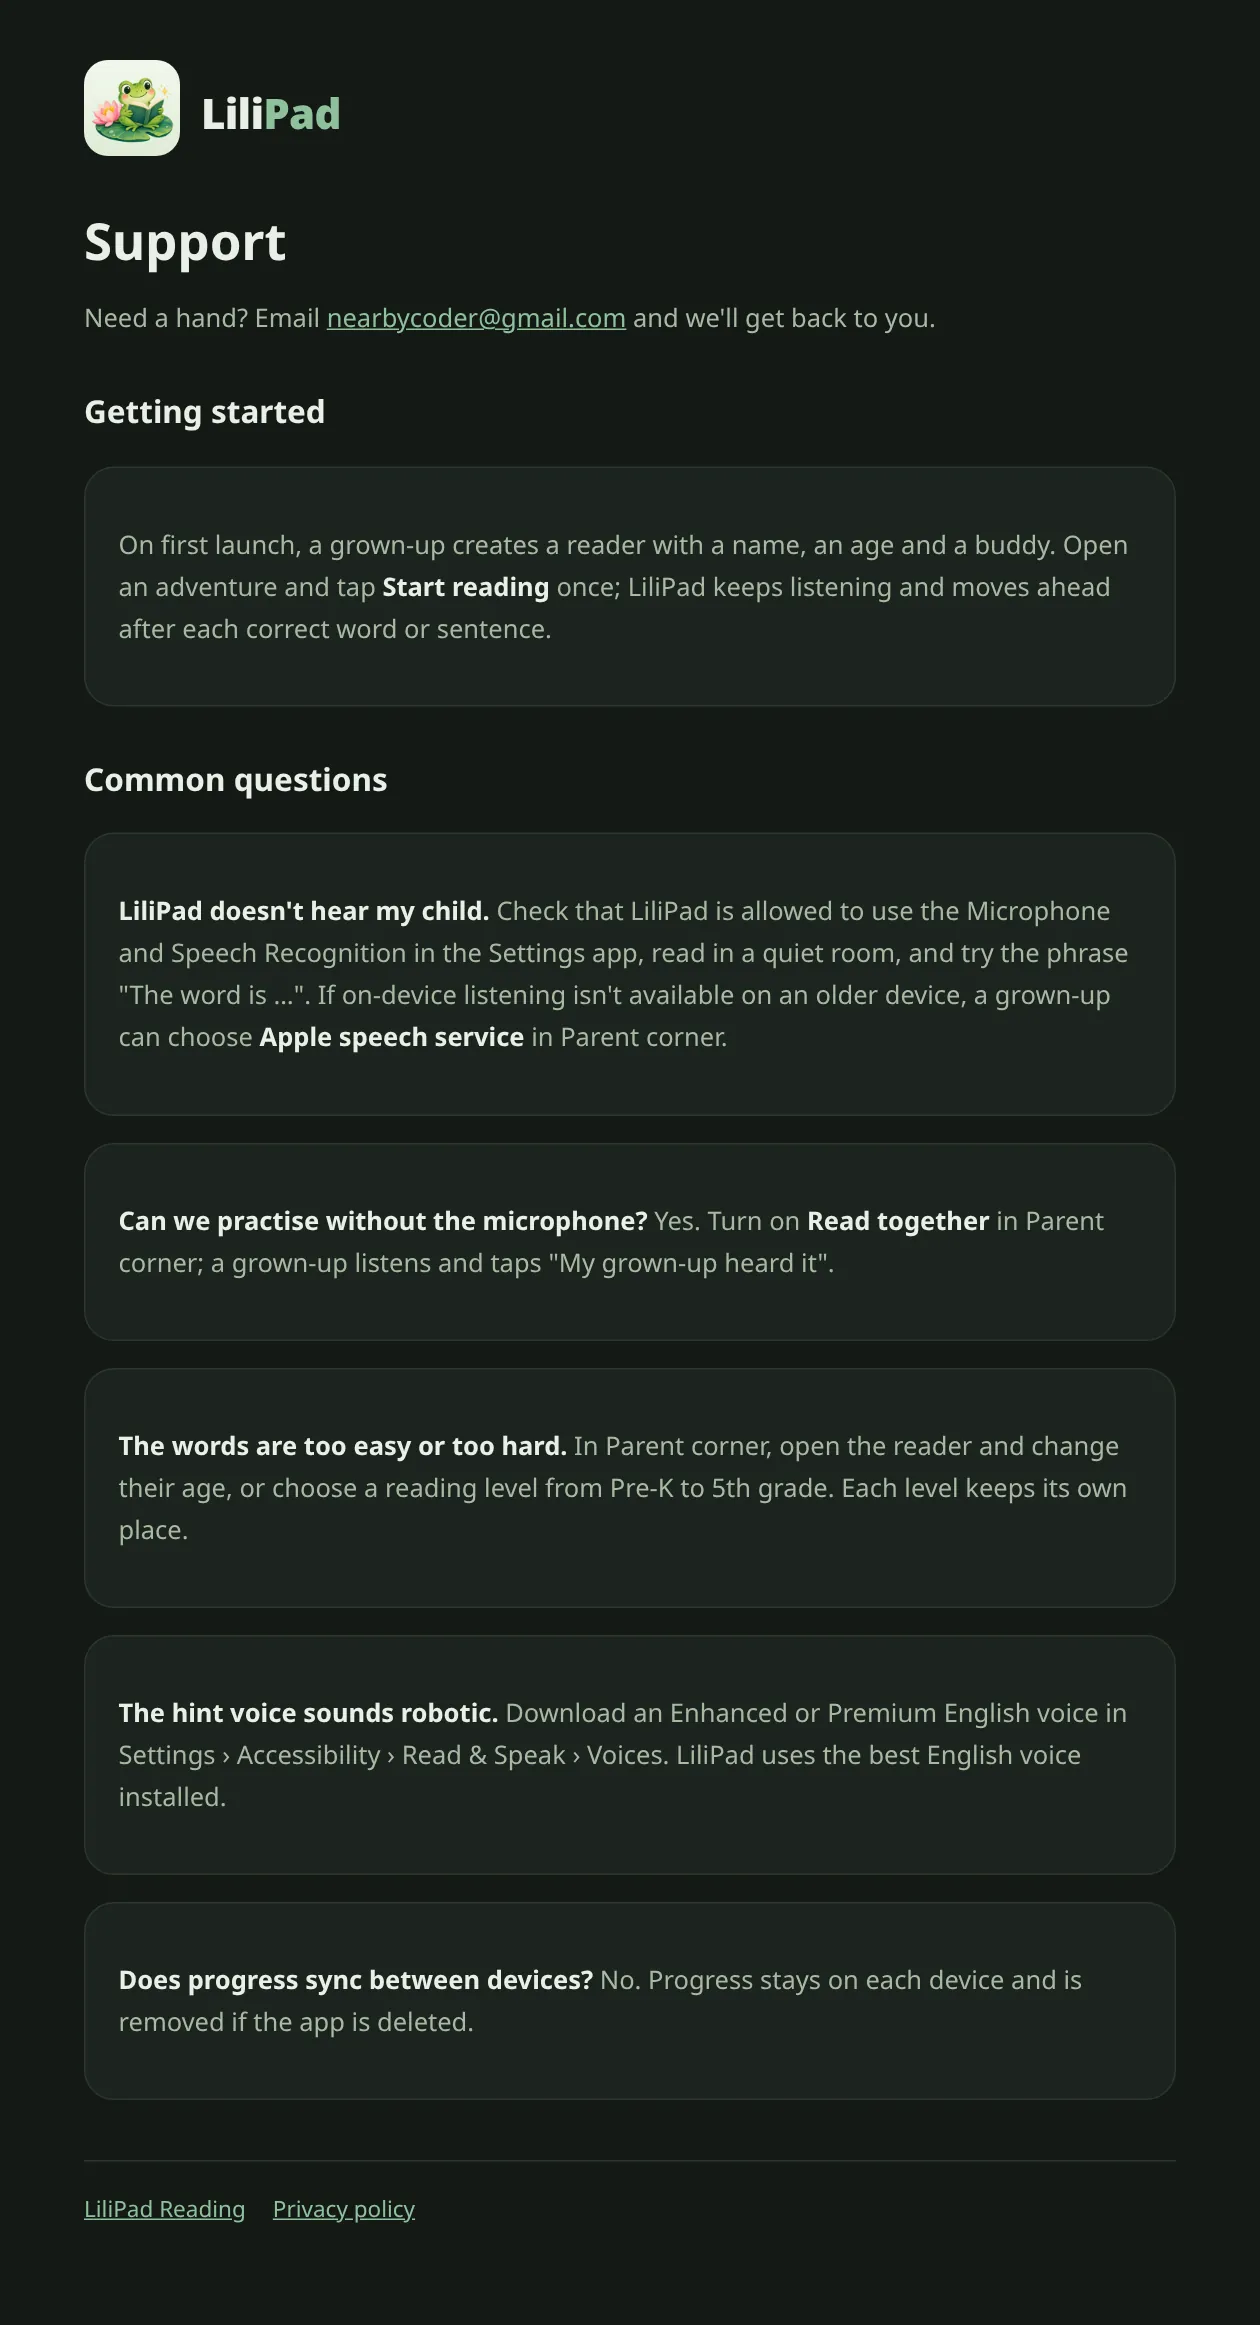 LiliPad
Support
Need a hand? Email nearbycoder@gmail.com and we'll get back to you.
Getting started
On first launch, a grown-up creates a reader with a name, an age and a buddy. Open
an adventure and tap Start reading once; LiliPad keeps listening and moves ahead
after each correct word or sentence.
Common questions
LiliPad doesn't hear my child. Check that LiliPad is allowed to use the Microphone
and Speech Recognition in the Settings app, read in a quiet room, and try the phrase
"The word is …". If on-device listening isn't available on an older device, a grown-up
can choose Apple speech service in Parent corner.
Can we practise without the microphone? Yes. Turn on Read together in Parent
corner; a grown-up listens and taps "My grown-up heard it".
The words are too easy or too hard. In Parent corner, open the reader and change
their age, or choose a reading level from Pre-K to 5th grade. Each level keeps its own
place.
The hint voice sounds robotic. Download an Enhanced or Premium English voice in
Settings › Accessibility › Read & Speak › Voices. LiliPad uses the best English voice
installed.
Does progress sync between devices? No. Progress stays on each device and is
removed if the app is deleted.
LiliPad Reading Privacy policy